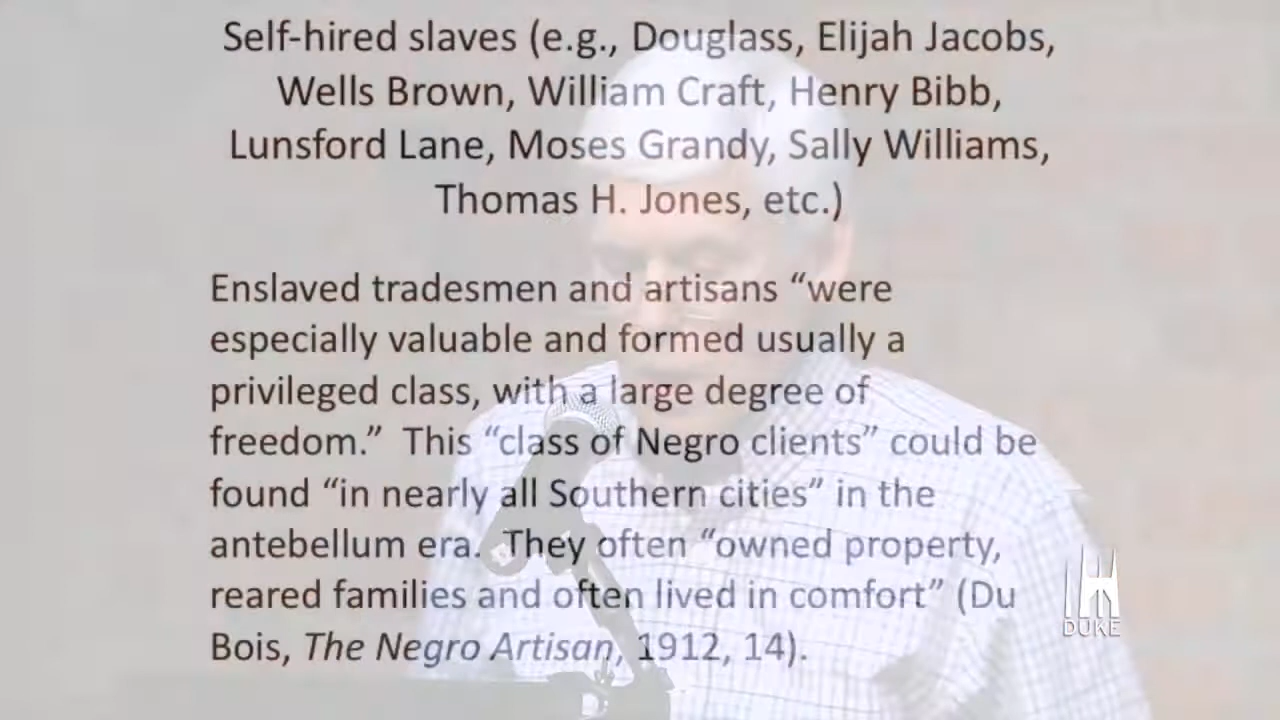 Self-hired slaves (e.g., Douglass, Elijah Jacobs,
Wells Brown, William Craft, Henry Bibb,
Lunsford Lane, Moses Grandy, Sally Williams,
Thomas H. Jones, etc.)
Enslaved tradesmen and artisans “were
especially valuable and formed usually a
privileged class, with a large degree of
freedom.” This “class of Negro clients” could be
found “in nearly all Southern cities” in the
antebellum era. They often “owned property,
reared families and often lived in comfort” (Du
Bois, The Negro Artisan, 1912, 14).
DUKE